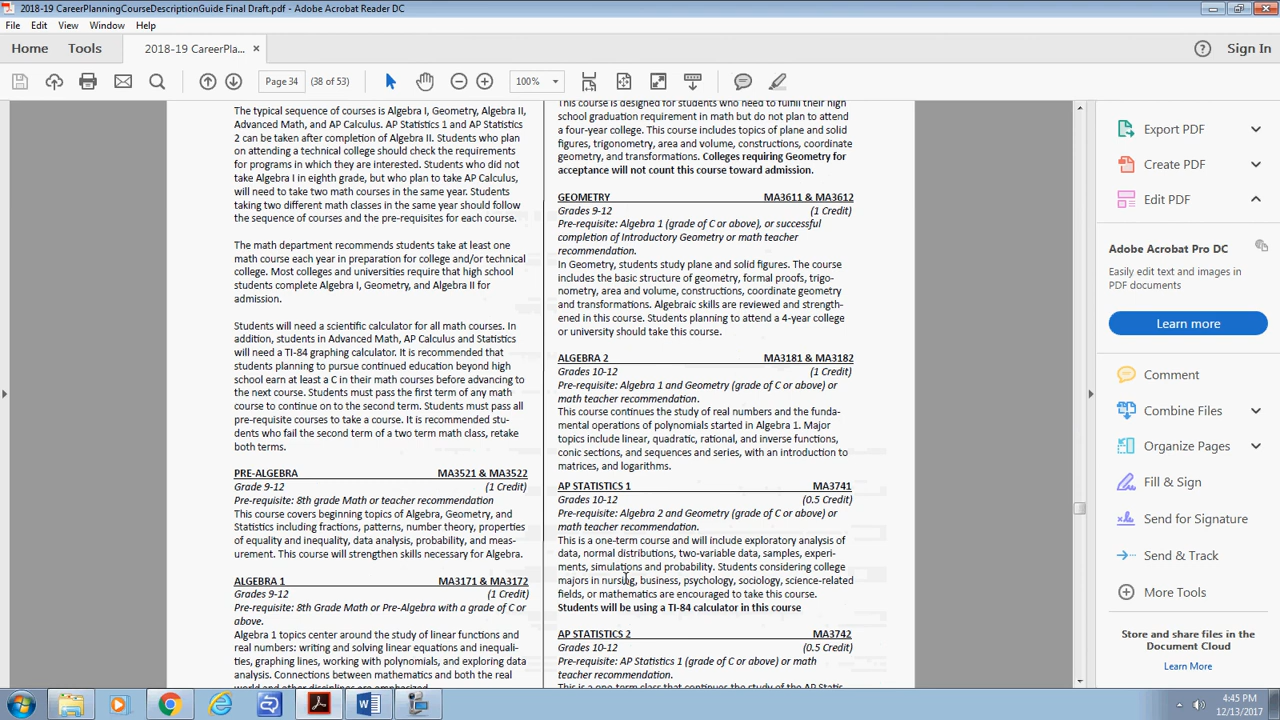 2018-19 CareerPlanningCourseDescriptionGuide Final Draft.pdf - Adobe Acrobat Reader DC
File Edit View Window Help
Home Tools 2018-19 CareerPla... × Sign In
Page 34 (38 of 53) 100%
The typical sequence of courses is Algebra I, Geometry, Algebra II,
Advanced Math, and AP Calculus. AP Statistics 1 and AP Statistics
2 can be taken after completion of Algebra II. Students who plan
on attending a technical college should check the requirements
for programs in which they are interested. Students who did not
take Algebra I in eighth grade, but who plan to take AP Calculus,
will need to take two math courses in the same year. Students
taking two different math classes in the same year should follow
the sequence of courses and the pre-requisites for each course.
The math department recommends students take at least one
math course each year in preparation for college and/or technical
college. Most colleges and universities require that high school
students complete Algebra I, Geometry, and Algebra II for
admission.
Students will need a scientific calculator for all math courses. In
addition, students in Advanced Math, AP Calculus and Statistics
will need a TI-84 graphing calculator. It is recommended that
students planning to pursue continued education beyond high
school earn at least a C in their math courses before advancing to
the next course. Students must pass the first term of any math
course to continue on to the second term. Students must pass all
pre-requisite courses to take a course. It is recommended stu-
dents who fail the second term of a two term math class, retake
both terms.
PRE-ALGEBRA MA3521 & MA3522
Grade 9-12 (1 Credit)
Pre-requisite: 8th grade Math or teacher recommendation
This course covers beginning topics of Algebra, Geometry, and
Statistics including fractions, patterns, number theory, properties
of equality and inequality, data analysis, probability, and meas-
urement. This course will strengthen skills necessary for Algebra.
ALGEBRA 1 MA3171 & MA3172
Grades 9-12 (1 Credit)
Pre-requisite: 8th Grade Math or Pre-Algebra with a grade of C or
above.
Algebra 1 topics center around the study of linear functions and
real numbers: writing and solving linear equations and inequali-
ties, graphing lines, working with polynomials, and exploring data
analysis. Connections between mathematics and both the real
world and other disciplines are emphasized.
This course is designed for students who need to fulfill their high
school graduation requirement in math but do not plan to attend
a four-year college. This course includes topics of plane and solid
figures, trigonometry, area and volume, constructions, coordinate
geometry, and transformations. Colleges requiring Geometry for
acceptance will not count this course toward admission.
GEOMETRY MA3611 & MA3612
Grades 9-12 (1 Credit)
Pre-requisite: Algebra 1 (grade of C or above), or successful
completion of Introductory Geometry or math teacher
recommendation.
In Geometry, students study plane and solid figures. The course
includes the basic structure of geometry, formal proofs, trigo-
nometry, area and volume, constructions, coordinate geometry
and transformations. Algebraic skills are reviewed and strength-
ened in this course. Students planning to attend a 4-year college
or university should take this course.
ALGEBRA 2 MA3181 & MA3182
Grades 10-12 (1 Credit)
Pre-requisite: Algebra 1 and Geometry (grade of C or above) or
math teacher recommendation.
This course continues the study of real numbers and the funda-
mental operations of polynomials started in Algebra 1. Major
topics include linear, quadratic, rational, and inverse functions,
conic sections, and sequences and series, with an introduction to
matrices, and logarithms.
AP STATISTICS 1 MA3741
Grades 10-12 (0.5 Credit)
Pre-requisite: Algebra 2 and Geometry (grade of C or above) or
math teacher recommendation.
This is a one-term course and will include exploratory analysis of
data, normal distributions, two-variable data, samples, experi-
ments, simulations and probability. Students considering college
majors in nursing, business, psychology, sociology, science-related
fields, or mathematics are encouraged to take this course.
Students will be using a TI-84 calculator in this course
AP STATISTICS 2 MA3742
Grades 10-12 (0.5 Credit)
Pre-requisite: AP Statistics 1 (grade of C or above) or math
teacher recommendation.
This is a one-term class that continues the study of the AP Statis-
Export PDF
Create PDF
Edit PDF
Adobe Acrobat Pro DC
Easily edit text and images in
PDF documents
Learn more
Comment
Combine Files
Organize Pages
Fill & Sign
Send for Signature
Send & Track
More Tools
Store and share files in the
Document Cloud
Learn More
4:45 PM
12/13/2017